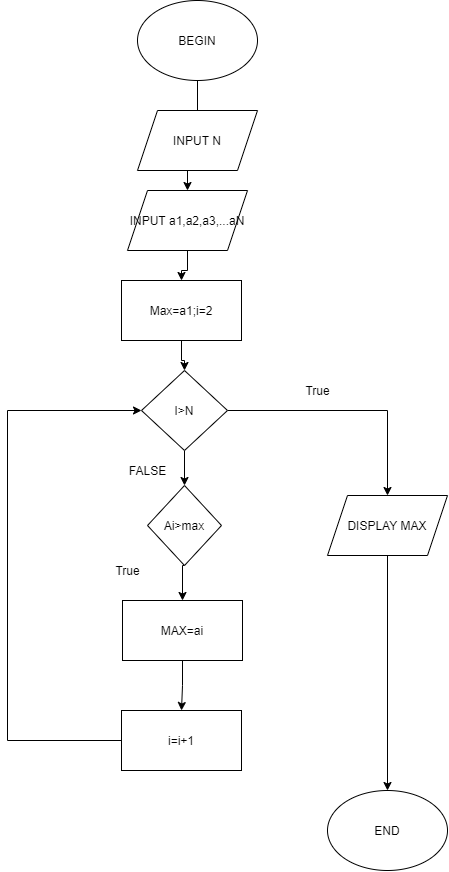 BEGIN
INPUT N
INPUT a1,a2,a3,...aN
Max=a1;i=2
True
I>N
FALSE
Ai>max
DISPLAY MAX
True
MAX=ai
i=i+1
END